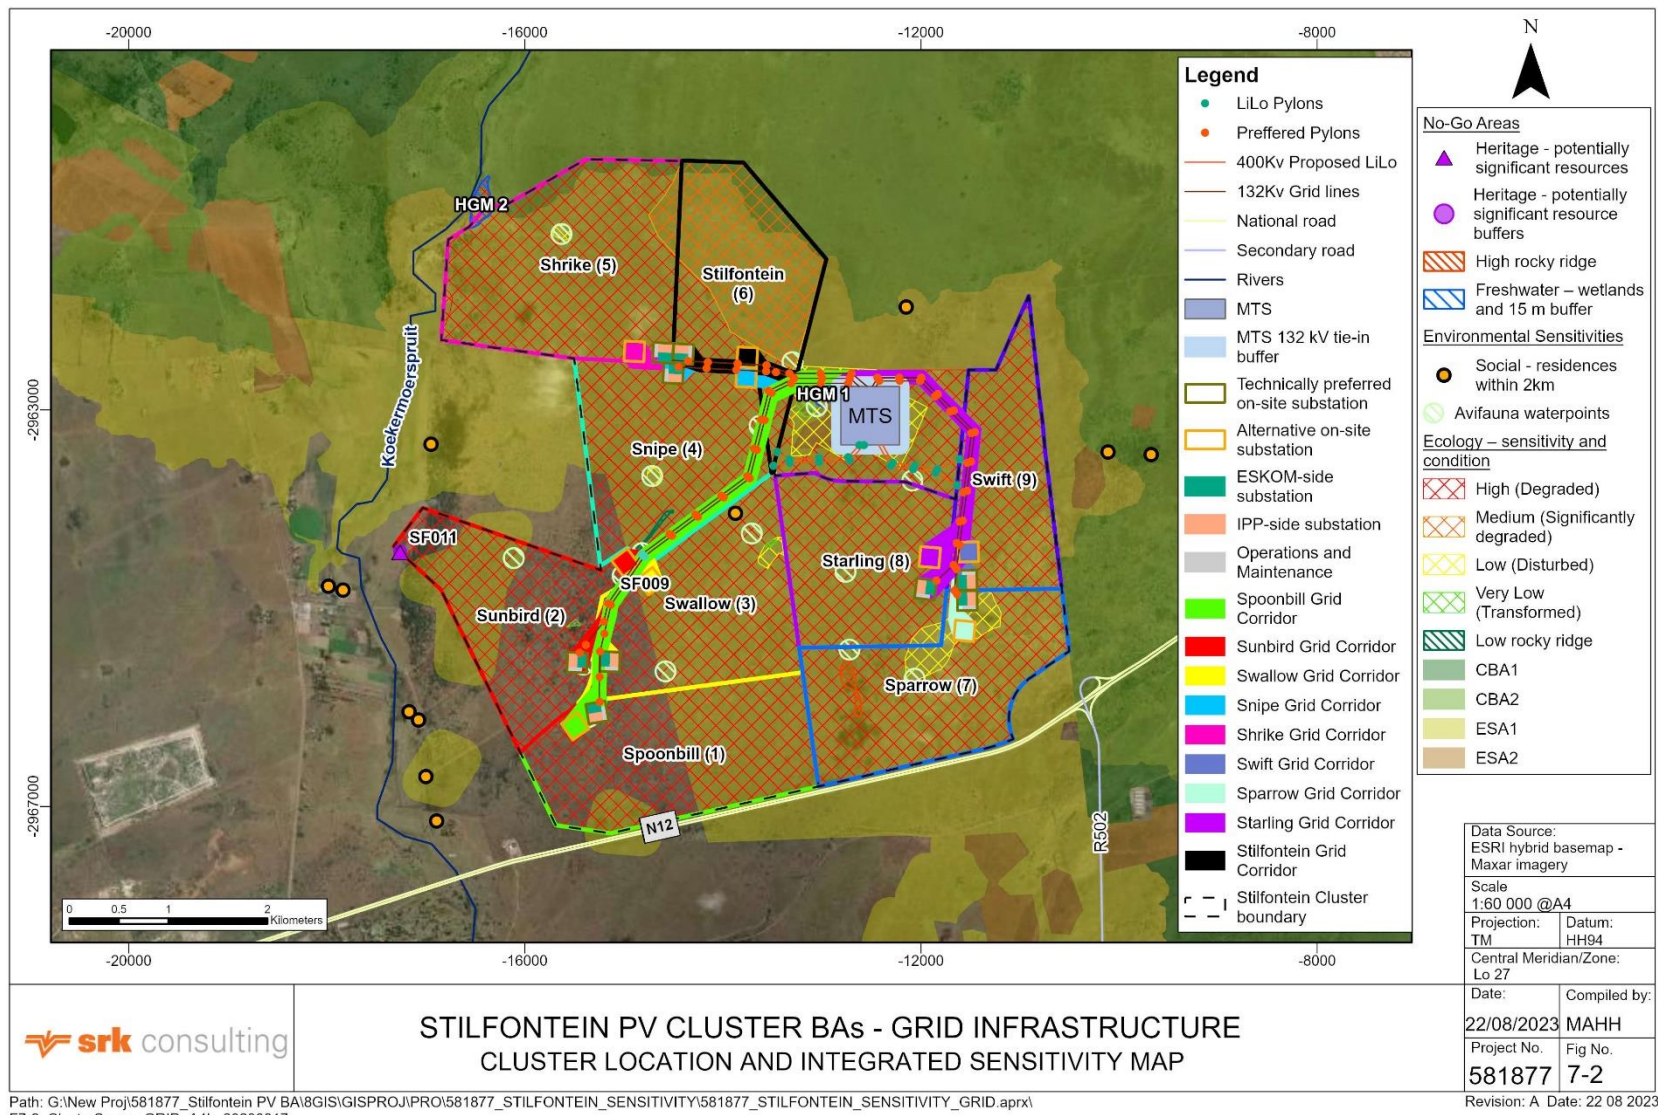 -20000
-16000
-12000
-8000
N
-2963000
-2967000
HGM 2
Shrike (5)
Stilfontein
(6)
Koekermoerspruit
HGM 1
MTS
Snipe (4)
Swift (9)
SF011
Starling (8)
SF009
Swallow (3)
Sunbird (2)
Sparrow (7)
Spoonbill (1)
N12
R502
0 0.5 1 2
Kilometers
-20000
-16000
-12000
-8000
Legend
LiLo Pylons
Preffered Pylons
400Kv Proposed LiLo
132Kv Grid lines
National road
Secondary road
Rivers
MTS
MTS 132 kV tie-in
buffer
Technically preferred
on-site substation
Alternative on-site
substation
ESKOM-side
substation
IPP-side substation
Operations and
Maintenance
Spoonbill Grid
Corridor
Sunbird Grid Corridor
Swallow Grid Corridor
Snipe Grid Corridor
Shrike Grid Corridor
Swift Grid Corridor
Sparrow Grid Corridor
Starling Grid Corridor
Stilfontein Grid
Corridor
Stilfontein Cluster
boundary
No-Go Areas
Heritage - potentially
significant resources
Heritage - potentially
significant resource
buffers
High rocky ridge
Freshwater – wetlands
and 15 m buffer
Environmental Sensitivities
Social - residences
within 2km
Avifauna waterpoints
Ecology – sensitivity and
condition
High (Degraded)
Medium (Significantly
degraded)
Low (Disturbed)
Very Low
(Transformed)
Low rocky ridge
CBA1
CBA2
ESA1
ESA2
Data Source:
ESRI hybrid basemap -
Maxar imagery
Scale
1:60 000 @A4
Projection:
TM
Datum:
HH94
Central Meridian/Zone:
Lo 27
Date:
22/08/2023
Compiled by:
MAHH
Project No.
581877
Fig No.
7-2
srk consulting
STILFONTEIN PV CLUSTER BAs - GRID INFRASTRUCTURE
CLUSTER LOCATION AND INTEGRATED SENSITIVITY MAP
Path: G:\New Proj\581877_Stilfontein PV BA\8GIS\GISPROJ\PRO\581877_STILFONTEIN_SENSITIVITY\581877_STILFONTEIN_SENSITIVITY_GRID.aprx\
Revision: A Date: 22 08 2023